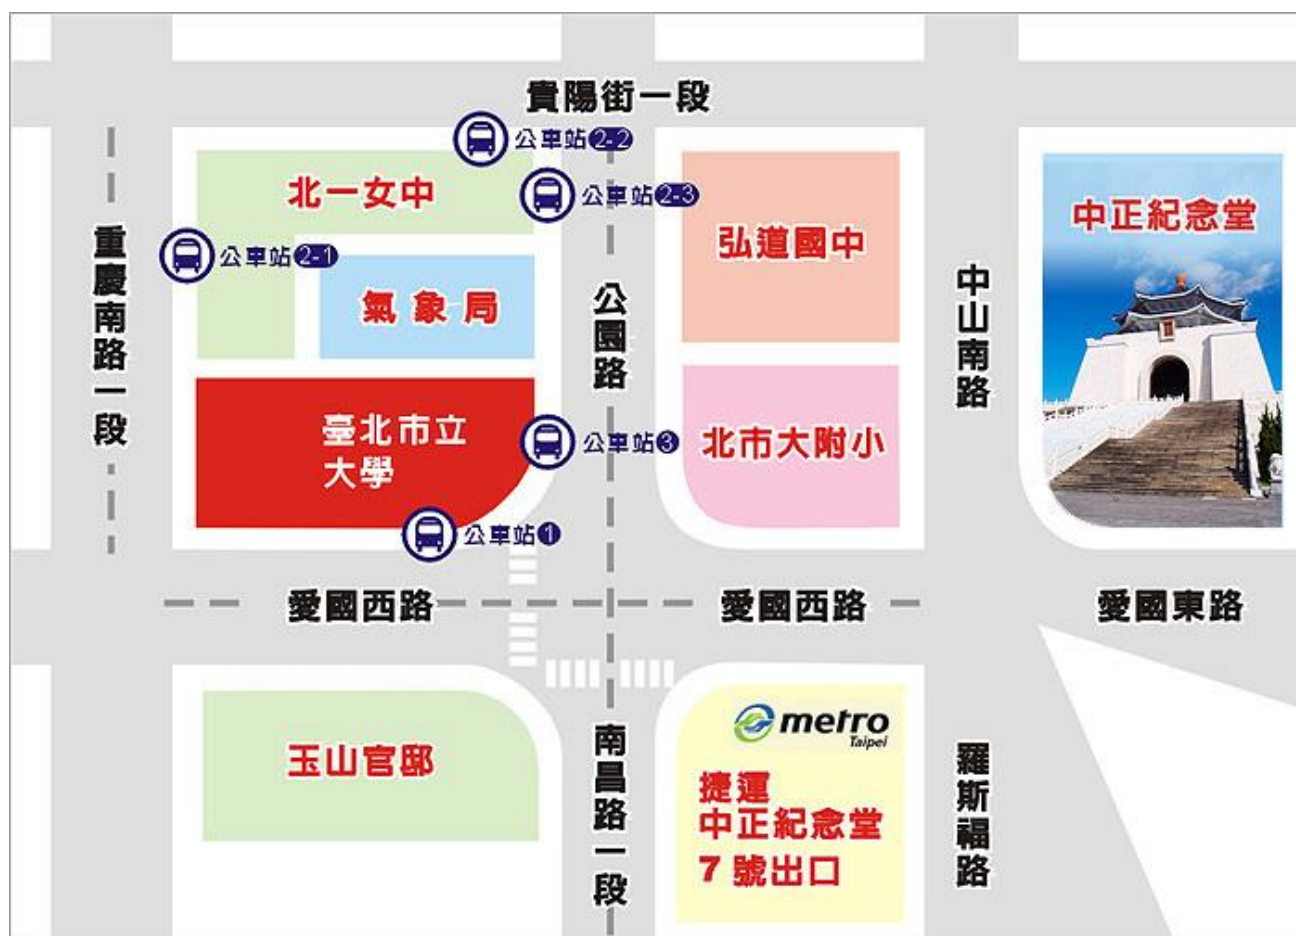 貴陽街一段
公車站2-2
北一女中
公車站2-3
弘道國中
中正紀念堂
公車站2-1
重慶南路一段
氣象局
公園路
中山南路
臺北市立
大學
公車站3
北市大附小
公車站1
愛國西路
愛國西路
愛國東路
玉山官邸
南昌路一段
metro
Taipei
捷運
中正紀念堂
7號出口
羅斯福路